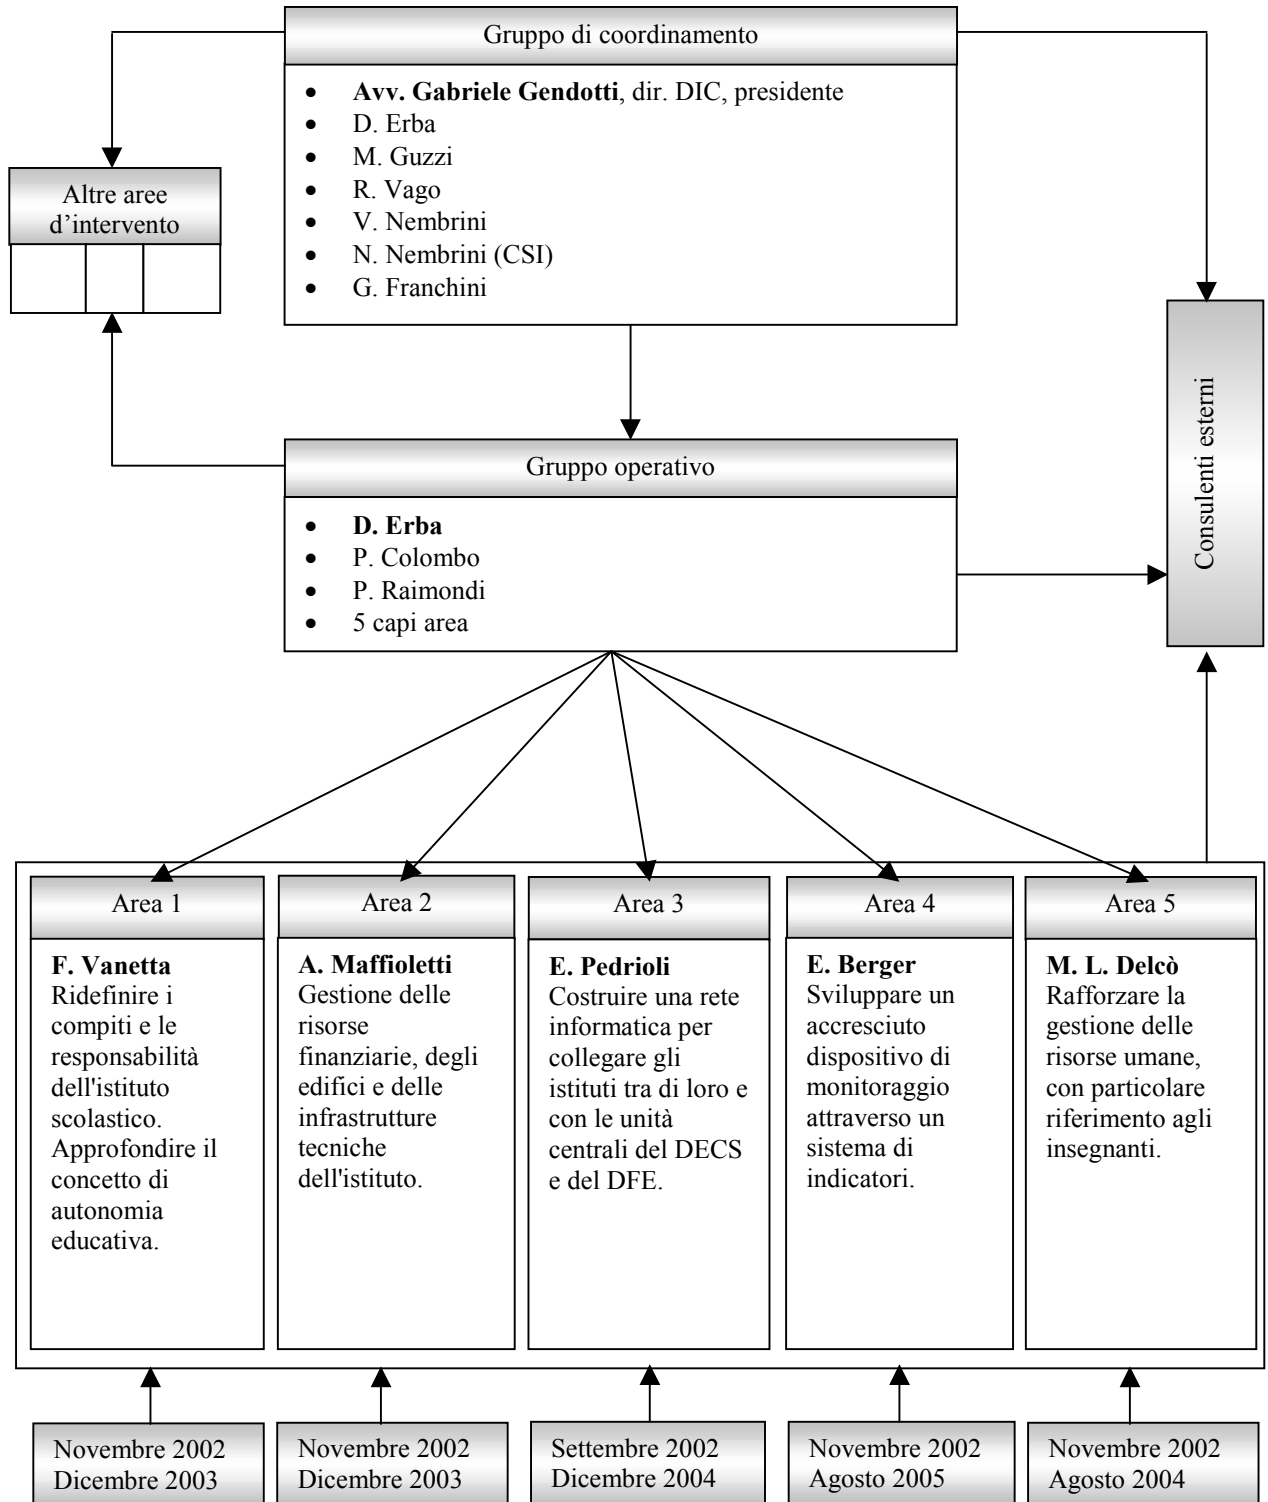 Gruppo di coordinamento
• Avv. Gabriele Gendotti, dir. DIC, presidente
• D. Erba
• M. Guzzi
• R. Vago
• V. Nembrini
• N. Nembrini (CSI)
• G. Franchini
Altre aree
d’intervento
Consulenti esterni
Gruppo operativo
• D. Erba
• P. Colombo
• P. Raimondi
• 5 capi area
Area 1
F. Vanetta
Ridefinire i
compiti e le
responsabilità
dell'istituto
scolastico.
Approfondire il
concetto di
autonomia
educativa.
Area 2
A. Maffioletti
Gestione delle
risorse
finanziarie, degli
edifici e delle
infrastrutture
tecniche
dell'istituto.
Area 3
E. Pedrioli
Costruire una rete
informatica per
collegare gli
istituti tra di loro e
con le unità
centrali del DECS
e del DFE.
Area 4
E. Berger
Sviluppare un
accresciuto
dispositivo di
monitoraggio
attraverso un
sistema di
indicatori.
Area 5
M. L. Delcò
Rafforzare la
gestione delle
risorse umane,
con particolare
riferimento agli
insegnanti.
Novembre 2002
Dicembre 2003
Novembre 2002
Dicembre 2003
Settembre 2002
Dicembre 2004
Novembre 2002
Agosto 2005
Novembre 2002
Agosto 2004